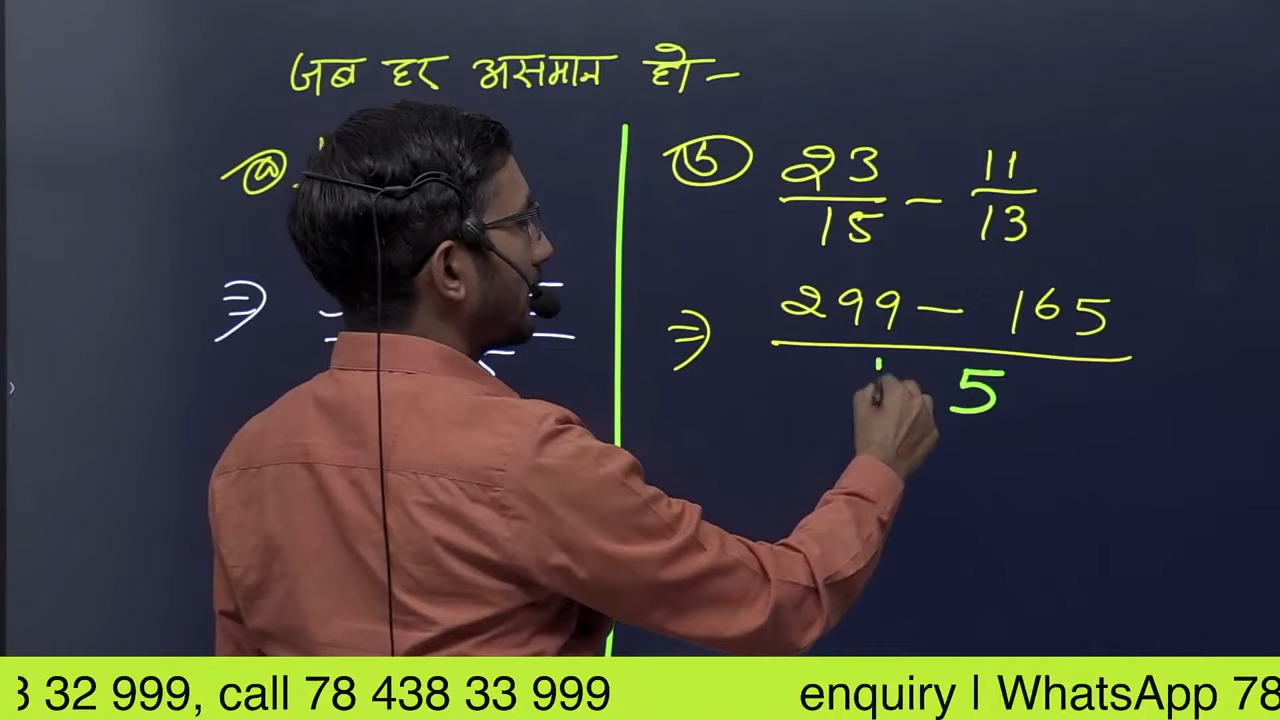 जब हर असमान हो-
(a)
(b) 23/15 - 11/13
⇒
⇒ 299 - 165
5
3 32 999, call 78 438 33 999 enquiry | WhatsApp 78